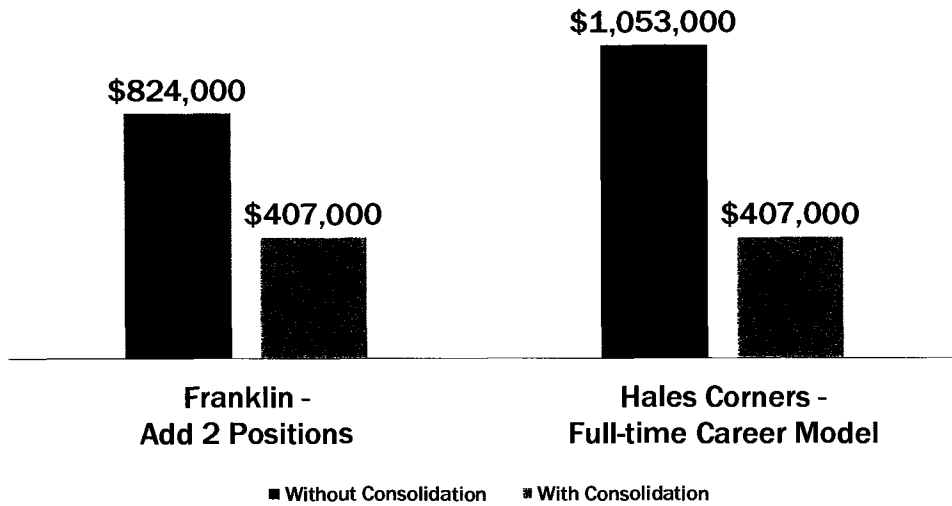 $1,053,000
$824,000
$407,000
$407,000
Franklin -
Add 2 Positions
Hales Corners -
Full-time Career Model
Without Consolidation
With Consolidation